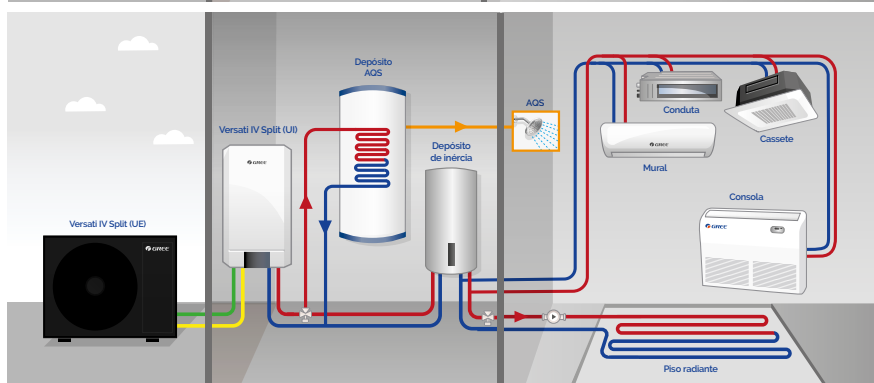 Depósito
AQS
Versati IV Split (UI)
GREE
Versati IV Split (UE)
GREE
Depósito
de inércia
AQS
Conduta
Cassete
GREE
Mural
Consola
GREE
Piso radiante